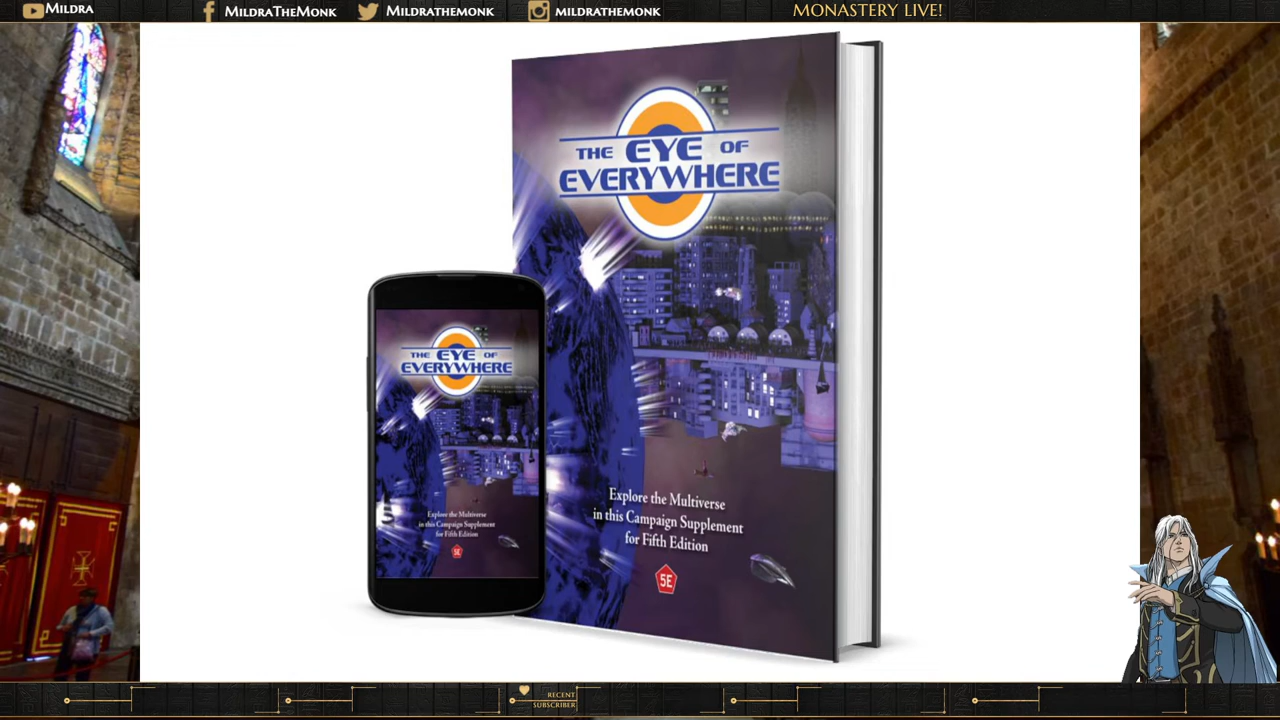 Mildra
MildraTheMonk
Mildrathemonk
mildrathemonk
MONASTERY LIVE!
THE EYE OF
EVERYWHERE
Explore the Multiverse
in this Campaign Supplement
for Fifth Edition
5E
THE EYE OF
EVERYWHERE
Explore the Multiverse
in this Campaign Supplement
for Fifth Edition
5E
RECENT
SUBSCRIBER